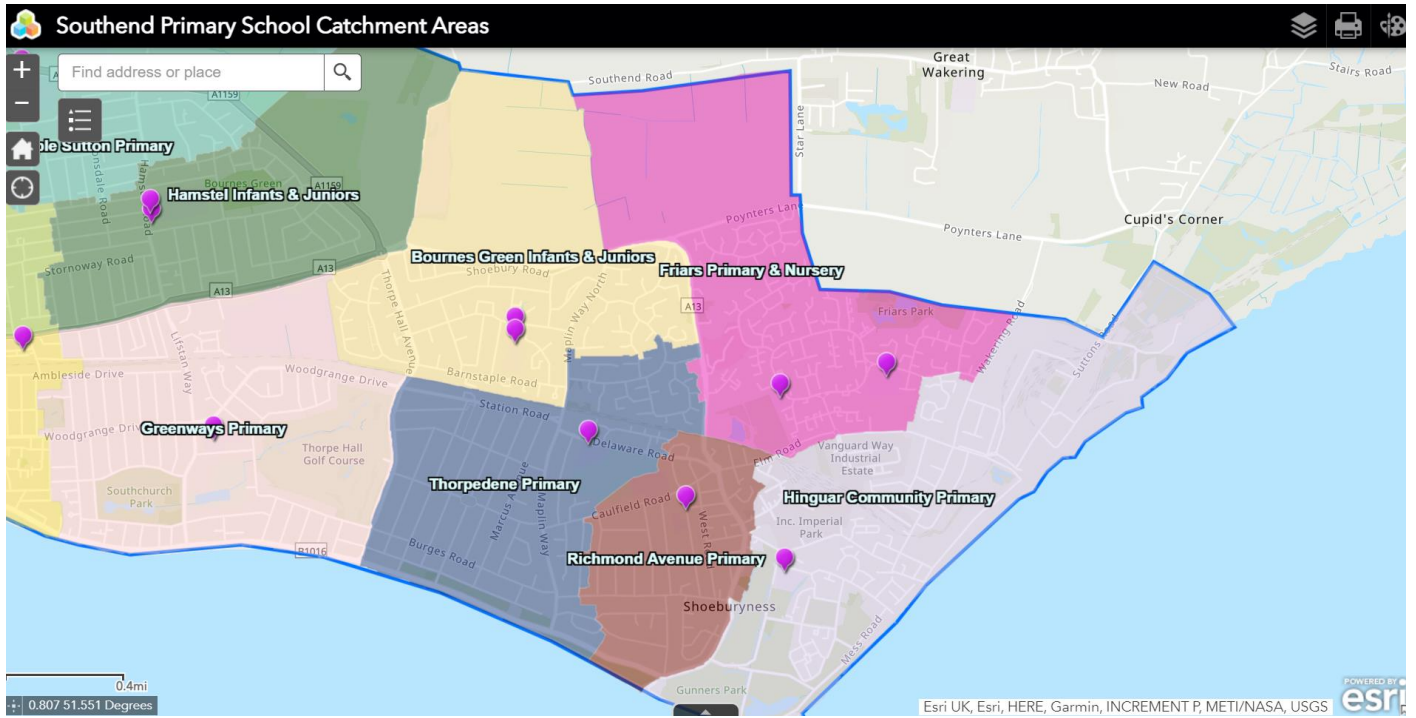 Southend Primary School Catchment Areas
Find address or place
Southend Road
Great
Wakering
New Road
Stairs Road
A1159
Star Lane
ble Sutton Primary
Hamstel Infants & Juniors
Bournes Green
A1159
Poynters Lane
Poynters Lane
Cupid's Corner
Stornoway Road
A13
A13
Bournes Green Infants & Juniors
Shoebury Road
Friars Primary & Nursery
Thorpe Hall Avenue
Maplin Way North
A13
Friars Park
Wakering Road
Suttons Road
Lifstan Way
Ambleside Drive
Woodgrange Drive
Barnstaple Road
Station Road
Greenways Primary
Thorpe Hall
Golf Course
Delaware Road
Elm Road
Vanguard Way
Industrial
Estate
Southchurch
Park
Thorpedene Primary
Marcus Avenue
Maplin Way
Caulfield Road
West Road
Hinguar Community Primary
Inc. Imperial
Park
B1016
Burges Road
Richmond Avenue Primary
Shoeburyness
Mess Road
Gunners Park
0.4mi
0.807 51.551 Degrees
Esri UK, Esri, HERE, Garmin, INCREMENT P, METI/NASA, USGS
POWERED BY
esri